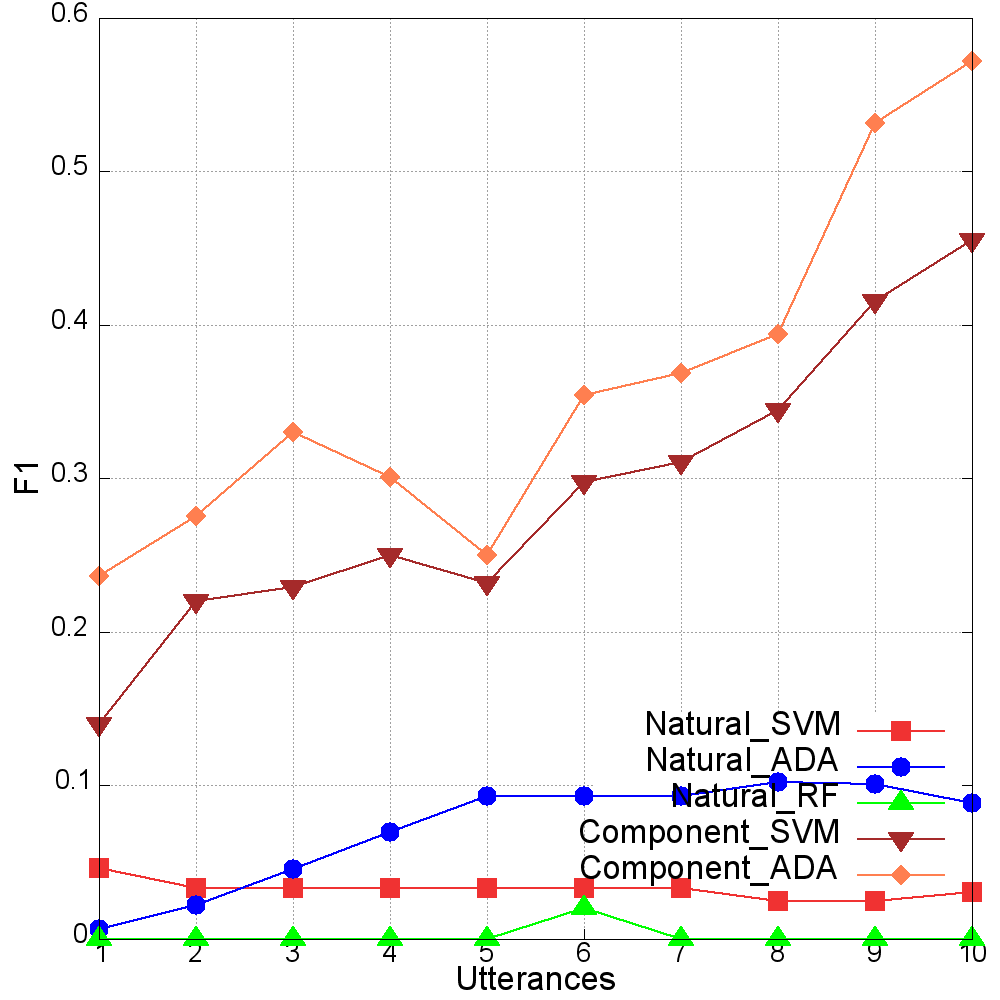 0.6
0.5
0.4
0.3
0.2
0.1
0
F1
1 2 3 4 5 6 7 8 9 10
Utterances
Natural_SVM
Natural_ADA
Natural_RF
Component_SVM
Component_ADA